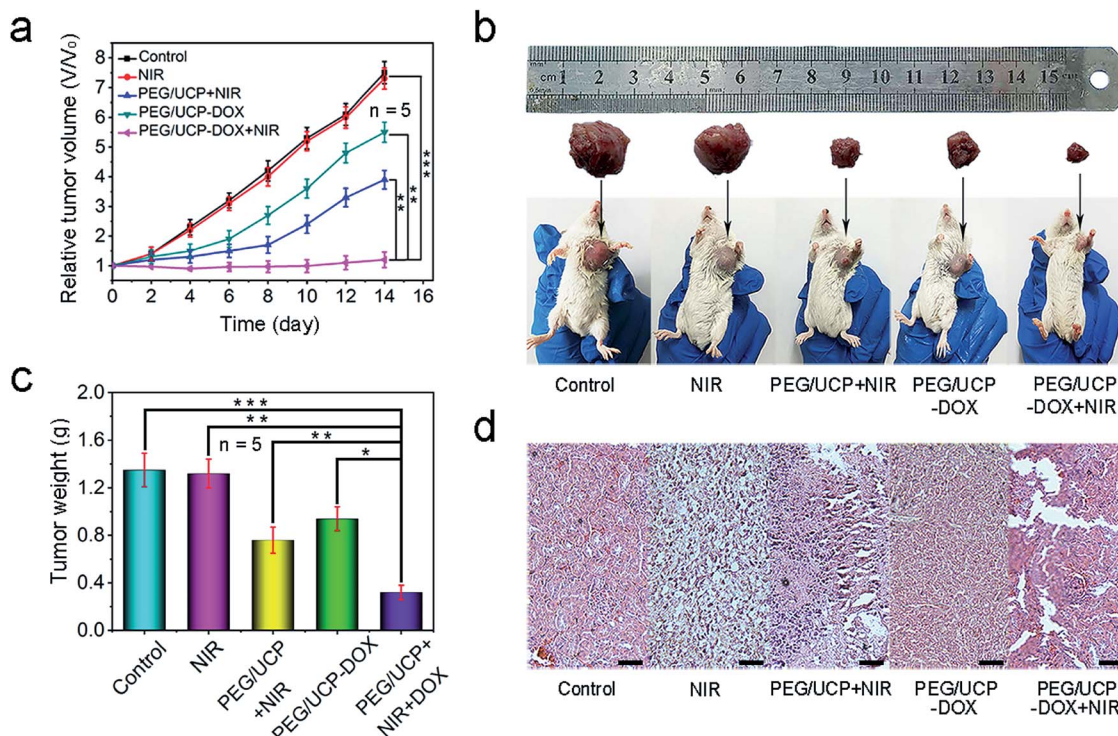 a
Relative tumor volume (V/V₀)
7
6
5
4
3
2
1
Control
NIR
PEG/UCP+NIR
PEG/UCP-DOX
PEG/UCP-DOX+NIR
n = 5
***
**
**
0 2 4 6 8 10 12 14 16
Time (day)
b
cm 1 2 3 4 5 6 7 8 9 10 11 12 13 14 15 cm
Control
NIR
PEG/UCP+NIR
PEG/UCP
-DOX
PEG/UCP
-DOX+NIR
c
Tumor weight (g)
2.0
1.6
1.2
0.8
0.4
0.0
***
**
n = 5
**
*
Control
NIR
PEG/UCP
+NIR
PEG/UCP-DOX
PEG/UCP+
NIR+DOX
d
Control
NIR
PEG/UCP+NIR
PEG/UCP
-DOX
PEG/UCP
-DOX+NIR